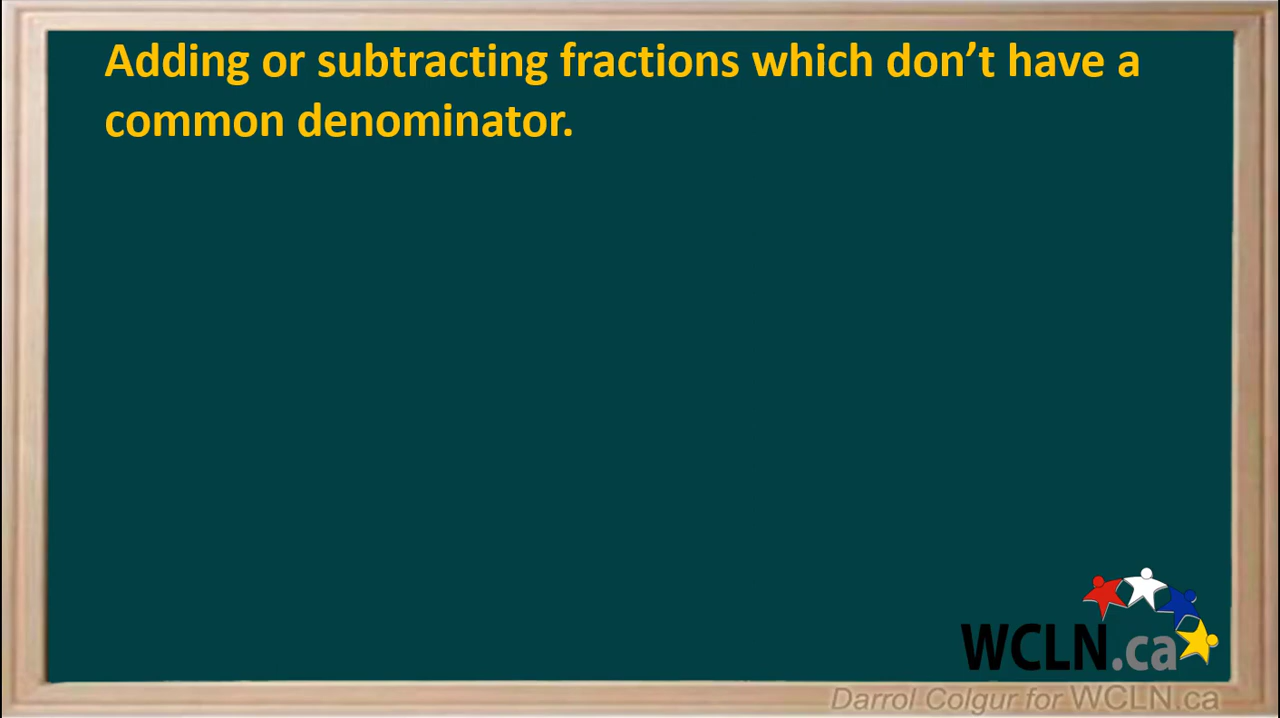 Adding or subtracting fractions which don’t have a
common denominator.
WCLN.ca
Darrol Colgur for WCLN.ca